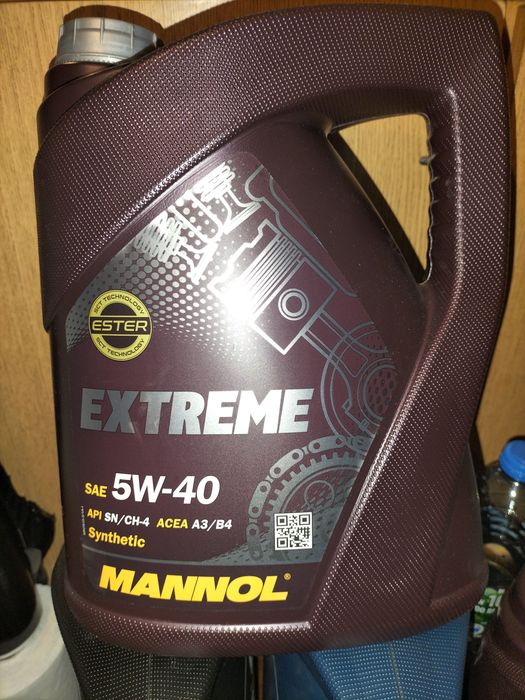 SCT TECHNOLOGY
ESTER
SCT TECHNOLOGY
EXTREME
SAE 5W-40
API SN/CH-4 ACEA A3/B4
Synthetic
MANNOL®